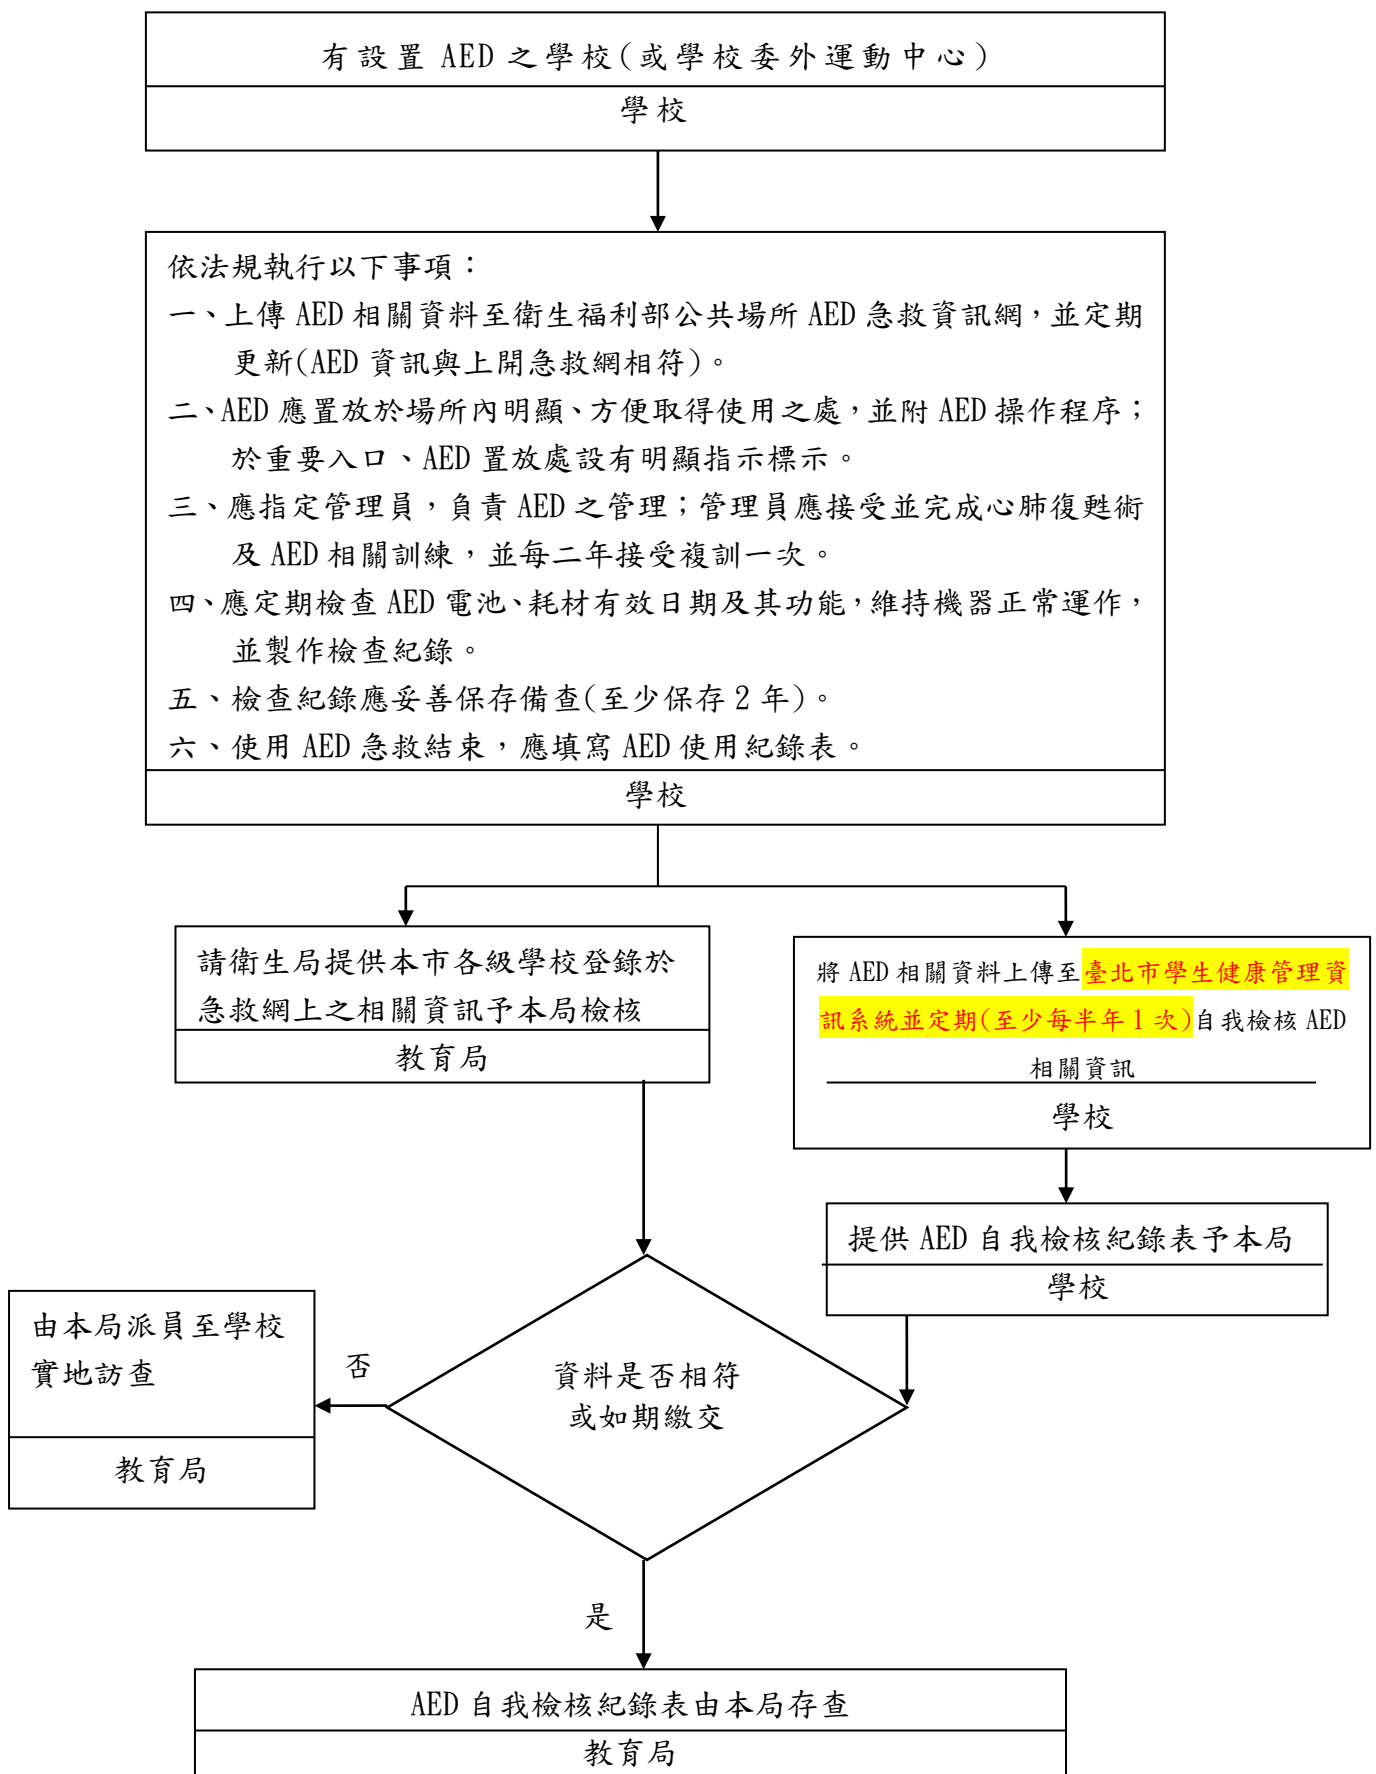 有設置 AED 之學校(或學校委外運動中心)
學校
依法規執行以下事項：
一、上傳 AED 相關資料至衛生福利部公共場所 AED 急救資訊網，並定期
更新(AED 資訊與上開急救網相符)。
二、AED 應置放於場所內明顯、方便取得使用之處，並附 AED 操作程序；
於重要入口、AED 置放處設有明顯指示標示。
三、應指定管理員，負責 AED 之管理；管理員應接受並完成心肺復甦術
及 AED 相關訓練，並每二年接受複訓一次。
四、應定期檢查 AED 電池、耗材有效日期及其功能，維持機器正常運作，
並製作檢查紀錄。
五、檢查紀錄應妥善保存備查(至少保存 2 年)。
六、使用 AED 急救結束，應填寫 AED 使用紀錄表。
學校
請衛生局提供本市各級學校登錄於
急救網上之相關資訊予本局檢核
教育局
將 AED 相關資料上傳至臺北市學生健康管理資
訊系統並定期(至少每半年 1 次)自我檢核 AED
相關資訊
學校
提供 AED 自我檢核紀錄表予本局
學校
由本局派員至學校
實地訪查
教育局
否
資料是否相符
或如期繳交
是
AED 自我檢核紀錄表由本局存查
教育局